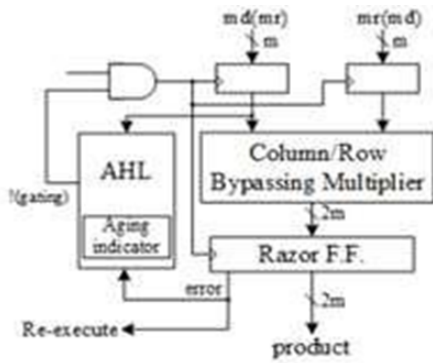 md(mr)
mr(md)
m
m
AHL
Column/Row
Bypassing Multiplier
!(gating)
Aging
indicator
2m
Razor F.F.
error
2m
Re-execute
product